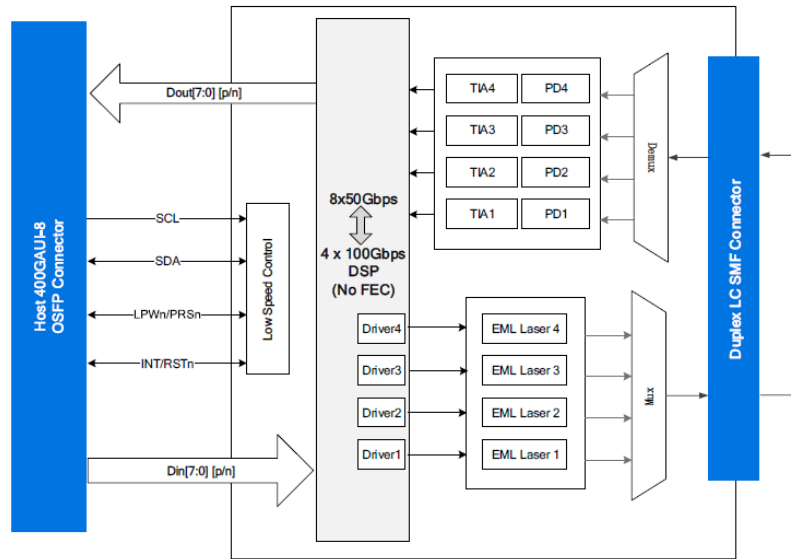 Host 400GAUI-8
OSFP Connector
Dout[7:0] [p/n]
SCL
SDA
LPWn/PRSn
INT/RSTn
Din[7:0] [p/n]
Low Speed Control
8x50Gbps
4 x 100Gbps
DSP
(No FEC)
Driver4
Driver3
Driver2
Driver1
TIA4
PD4
TIA3
PD3
TIA2
PD2
TIA1
PD1
EML Laser 4
EML Laser 3
EML Laser 2
EML Laser 1
Demux
Mux
Duplex LC SMF Connector